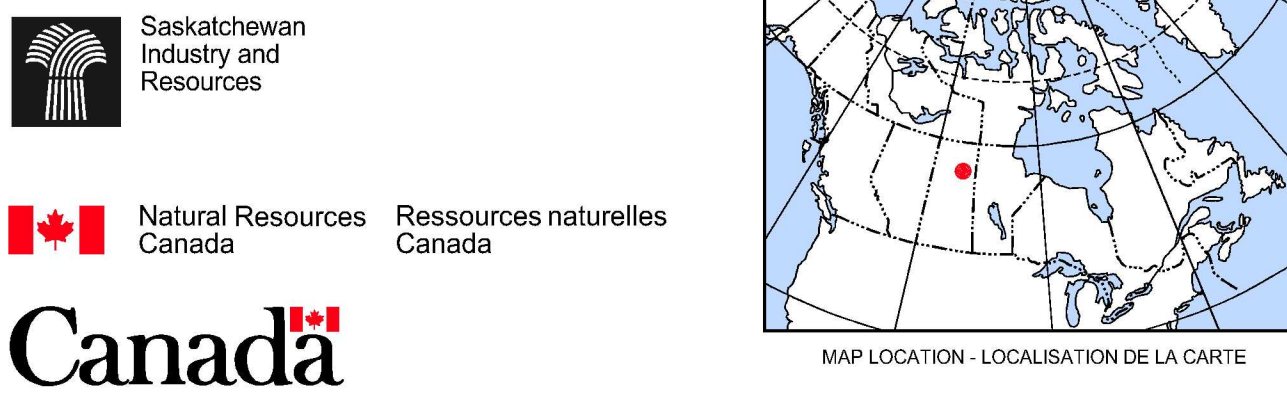 Saskatchewan
Industry and
Resources
Natural Resources
Canada
Ressources naturelles
Canada
Canada
MAP LOCATION - LOCALISATION DE LA CARTE